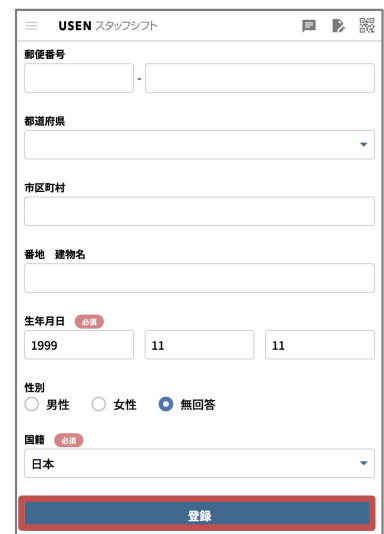 USEN スタッフシフト
郵便番号
-
都道府県
市区町村
番地　建物名
生年月日 必須
1999 11 11
性別
男性 女性 無回答
国籍 必須
日本
登録